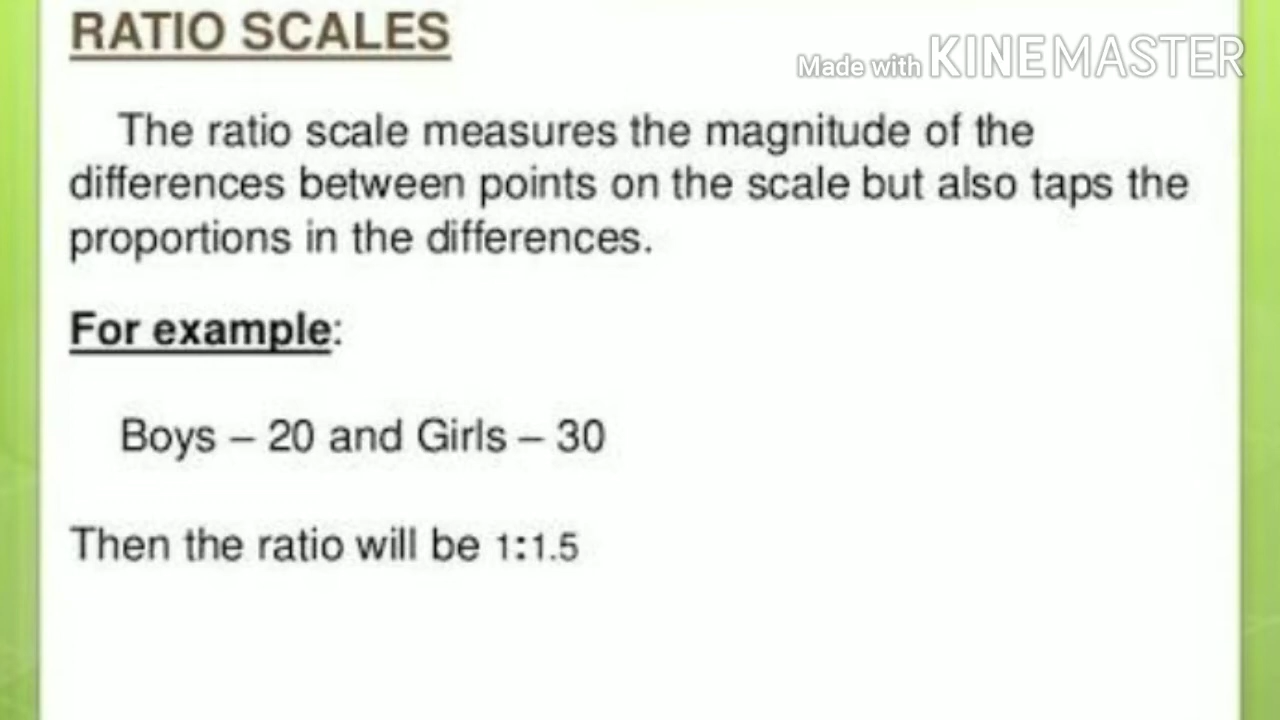 RATIO SCALES
Made with KINEMASTER
The ratio scale measures the magnitude of the
differences between points on the scale but also taps the
proportions in the differences.
For example:
Boys – 20 and Girls – 30
Then the ratio will be 1:1.5